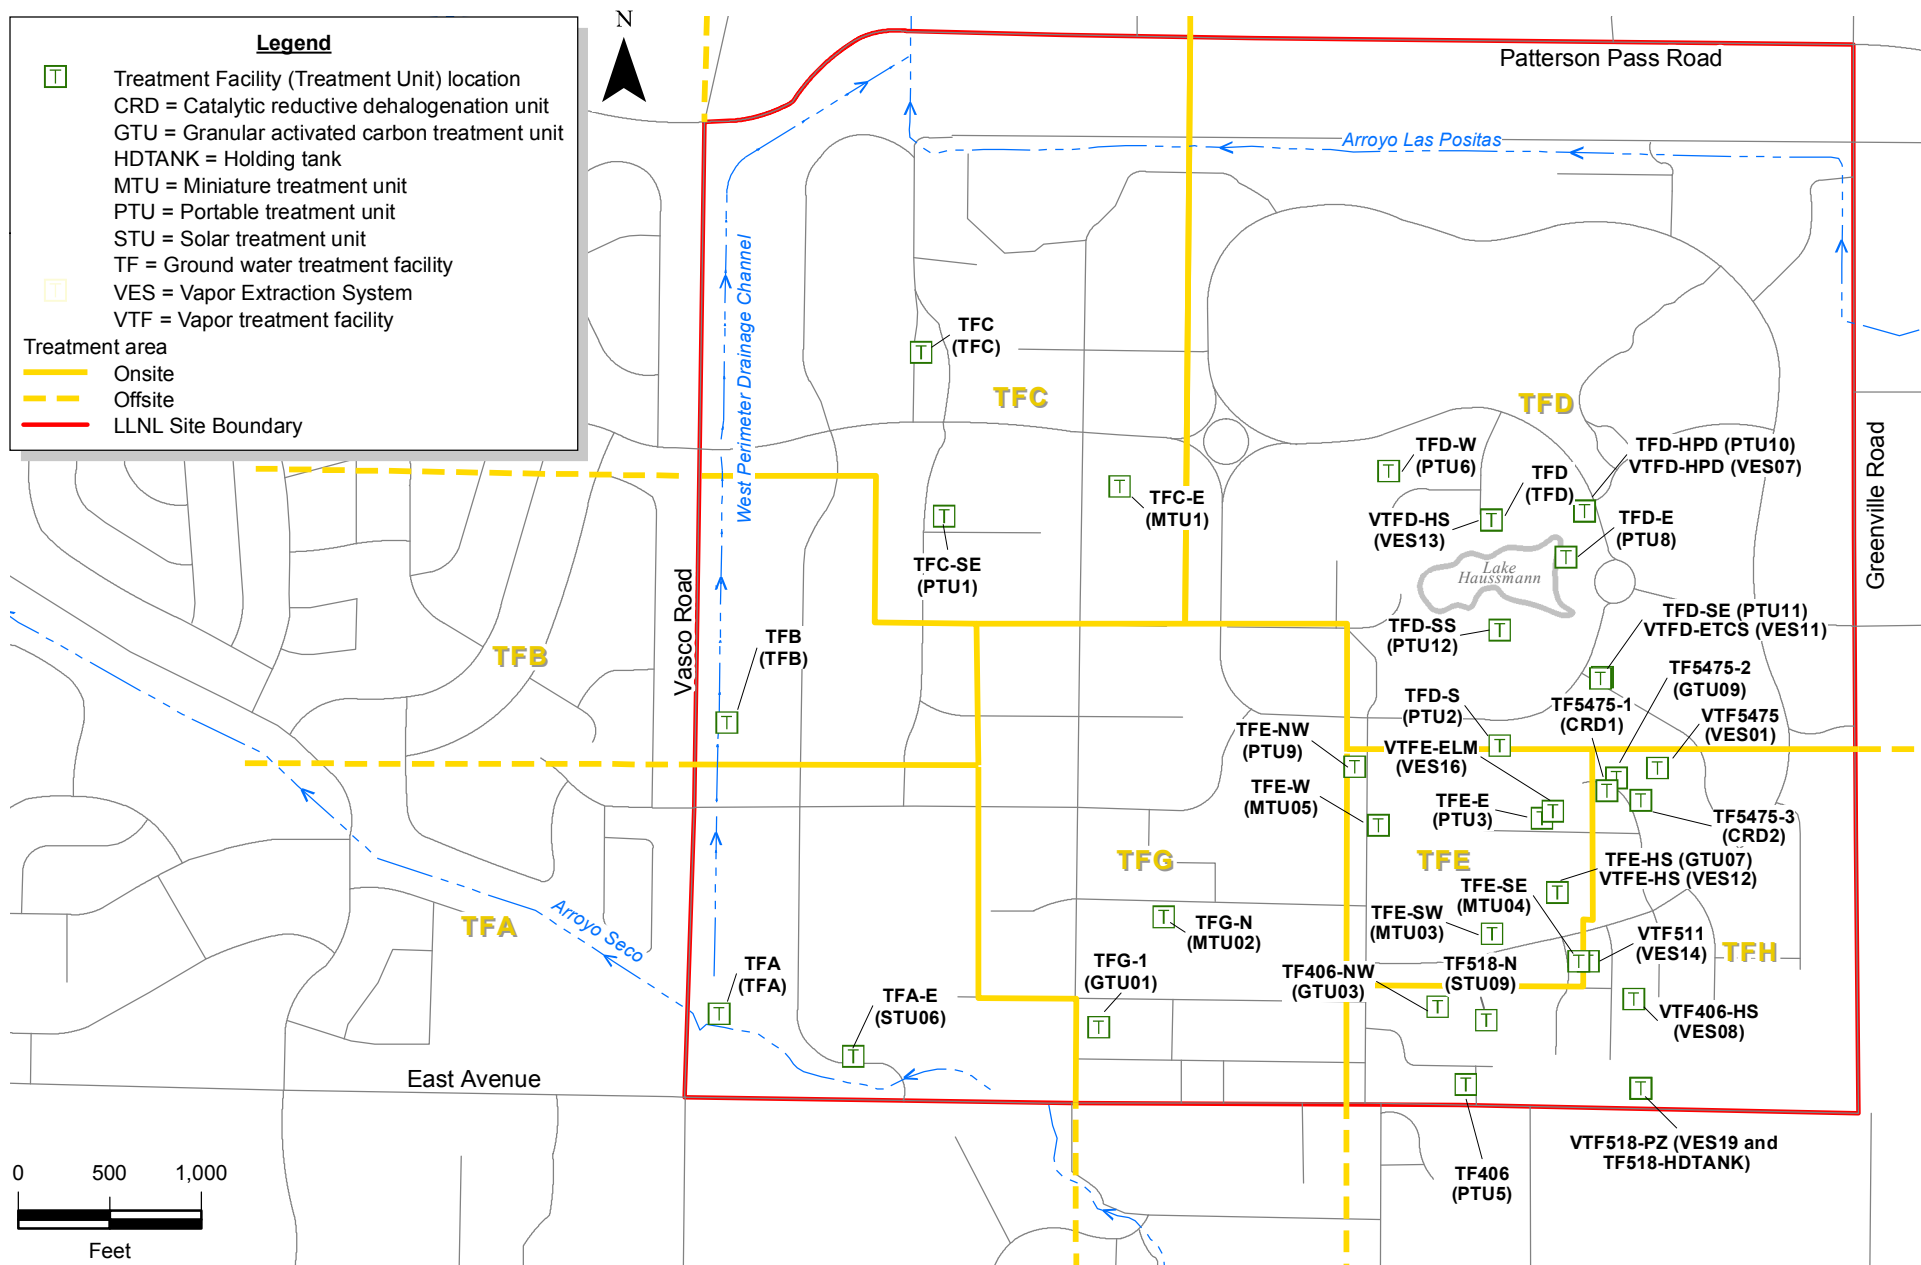 Legend
T Treatment Facility (Treatment Unit) location
CRD = Catalytic reductive dehalogenation unit
GTU = Granular activated carbon treatment unit
HDTANK = Holding tank
MTU = Miniature treatment unit
PTU = Portable treatment unit
STU = Solar treatment unit
TF = Ground water treatment facility
T VES = Vapor Extraction System
VTF = Vapor treatment facility
Treatment area
Onsite
Offsite
LLNL Site Boundary
N
Patterson Pass Road
Arroyo Las Positas
West Perimeter Drainage Channel
Vasco Road
Greenville Road
East Avenue
Arroyo Seco
Lake
Haussmann
TFC
TFD
TFB
TFA
TFG
TFE
TFH
TFC
(TFC)
TFC-E
(MTU1)
TFC-SE
(PTU1)
TFD-W
(PTU6)
TFD
(TFD)
TFD-HPD (PTU10)
VTFD-HPD (VES07)
VTFD-HS
(VES13)
TFD-E
(PTU8)
TFD-SS
(PTU12)
TFD-SE (PTU11)
VTFD-ETCS (VES11)
TFB
(TFB)
TF5475-2
(GTU09)
TFD-S
(PTU2)
TF5475-1
(CRD1)
VTF5475
(VES01)
TFE-NW
(PTU9)
VTFE-ELM
(VES16)
TFE-W
(MTU05)
TFE-E
(PTU3)
TF5475-3
(CRD2)
TFE-HS (GTU07)
VTFE-HS (VES12)
TFE-SE
(MTU04)
TFE-SW
(MTU03)
TFG-N
(MTU02)
VTF511
(VES14)
TFA
(TFA)
TFA-E
(STU06)
TFG-1
(GTU01)
TF406-NW
(GTU03)
TF518-N
(STU09)
VTF406-HS
(VES08)
TF406
(PTU5)
VTF518-PZ (VES19 and
TF518-HDTANK)
0 500 1,000
Feet